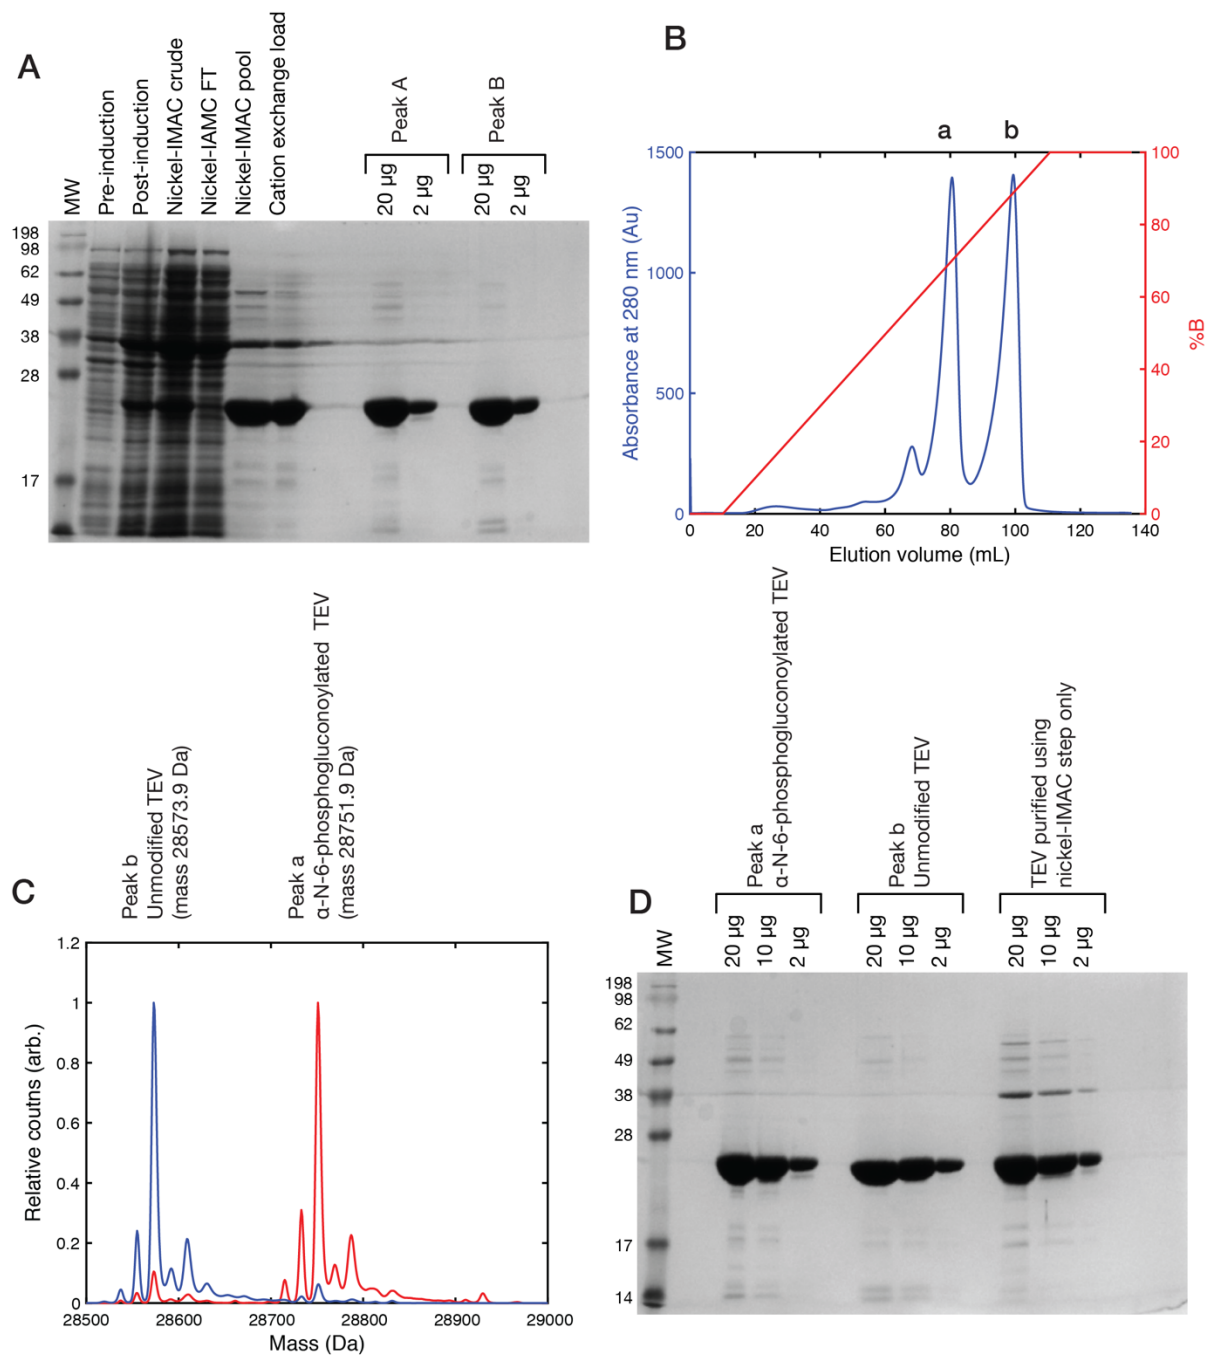 A
MW
Pre-induction
Post-induction
Nickel-IMAC crude
Nickel-IAMC FT
Nickel-IMAC pool
Cation exchange load
Peak A
20 µg
2 µg
Peak B
20 µg
2 µg
198
98
62
49
38
28
17
B
a
b
1500
1000
500
0
Absorbance at 280 nm (Au)
100
80
60
40
20
0
%B
0
20
40
60
80
100
120
140
Elution volume (mL)
C
Peak b
Unmodified TEV
(mass 28573.9 Da)
Peak a
α-N-6-phosphogluconoylated TEV
(mass 28751.9 Da)
1.2
1
0.8
0.6
0.4
0.2
0
Relative coutns (arb.)
28500
28600
28700
28800
28900
29000
Mass (Da)
D
MW
Peak a
α-N-6-phosphogluconoylated TEV
20 µg
10 µg
2 µg
Peak b
Unmodified TEV
20 µg
10 µg
2 µg
TEV purified using
nickel-IMAC step only
20 µg
10 µg
2 µg
198
98
62
49
38
28
17
14